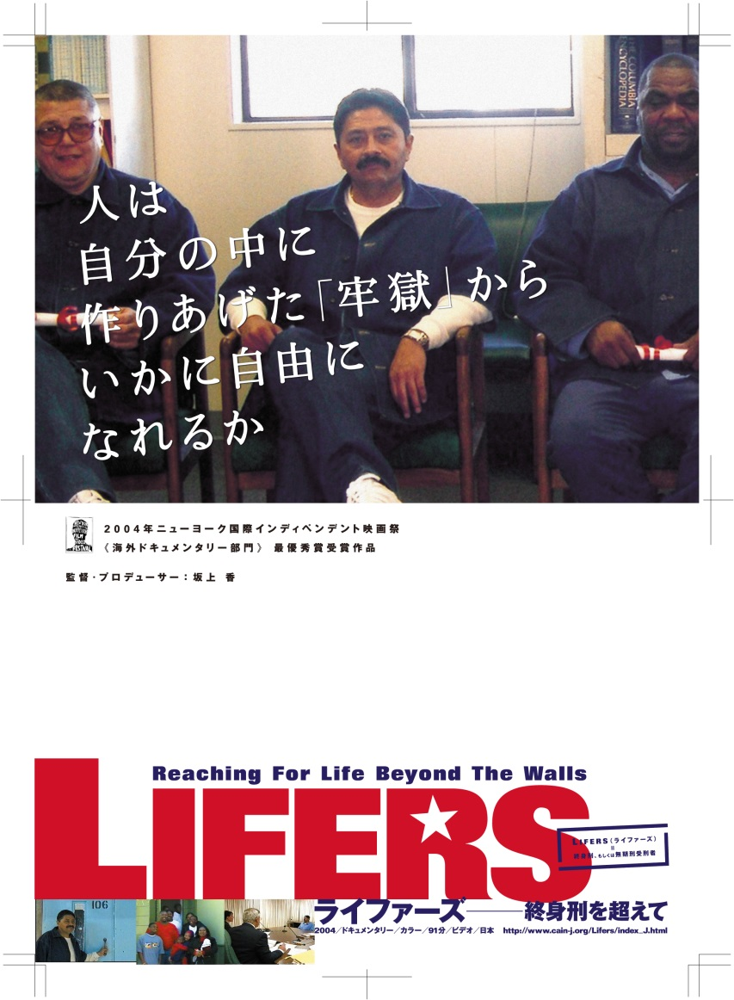 THE COLUMBIA
ENCYCLOPEDIA
人は
自分の中に
作りあげた「牢獄」から
いかに自由に
なれるか
2004年ニューヨーク国際インディペンデント映画祭
《海外ドキュメンタリー部門》 最優秀賞受賞作品
監督・プロデューサー：坂上 香
Reaching For Life Beyond The Walls
LIFERS
LIFERS（ライファーズ）
＝
終身刑、もしくは無期刑受刑者
106
ライファーズ――終身刑を超えて
2004／ドキュメンタリー／カラー／91分／ビデオ／日本 http://www.cain-j.org/Lifers/index_J.html